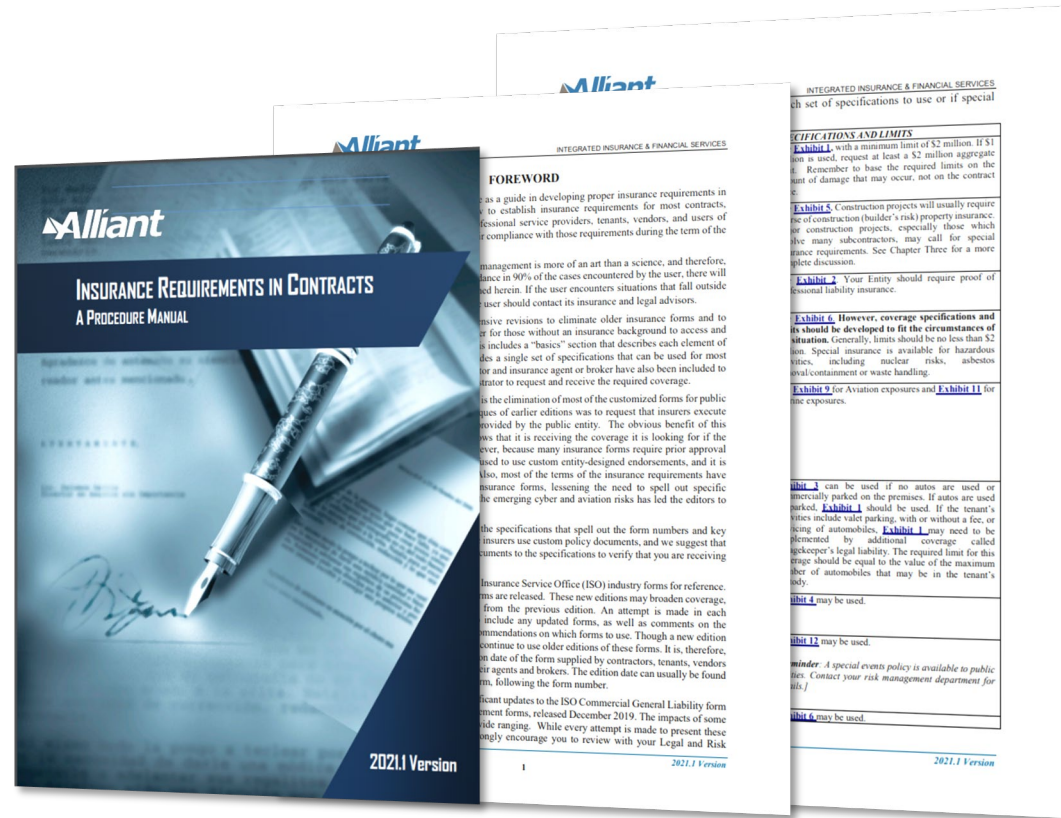 Alliant
INSURANCE REQUIREMENTS IN CONTRACTS
A PROCEDURE MANUAL
2021.1 Version
Alliant
INTEGRATED INSURANCE & FINANCIAL SERVICES
FOREWORD
as a guide in developing proper insurance requirements in
to establish insurance requirements for most contracts,
fessional service providers, tenants, vendors, and users of
r compliance with those requirements during the term of the
management is more of an art than a science, and therefore,
dance in 90% of the cases encountered by the user, there will
ed herein. If the user encounters situations that fall outside
user should contact its insurance and legal advisors.
ensive revisions to eliminate older insurance forms and to
er for those without an insurance background to access and
is includes a “basics” section that describes each element of
des a single set of specifications that can be used for most
tor and insurance agent or broker have also been included to
strator to request and receive the required coverage.
is the elimination of most of the customized forms for public
ques of earlier editions was to request that insurers execute
provided by the public entity. The obvious benefit of this
ws that it is receiving the coverage it is looking for if the
ever, because many insurance forms require prior approval
used to use custom entity-designed endorsements, and it is
Also, most of the terms of the insurance requirements have
nsurance forms, lessening the need to spell out specific
he emerging cyber and aviation risks has led the editors to
the specifications that spell out the form numbers and key
insurers use custom policy documents, and we suggest that
cuments to the specifications to verify that you are receiving
Insurance Service Office (ISO) industry forms for reference.
rms are released. These new editions may broaden coverage,
from the previous edition. An attempt is made in each
include any updated forms, as well as comments on the
ommendations on which forms to use. Though a new edition
continue to use older editions of these forms. It is, therefore,
on date of the form supplied by contractors, tenants, vendors
eir agents and brokers. The edition date can usually be found
rm, following the form number.
ficant updates to the ISO Commercial General Liability form
ement forms, released December 2019. The impacts of some
vide ranging. While every attempt is made to present these
ongly encourage you to review with your Legal and Risk
1
2021.1 Version
Alliant
INTEGRATED INSURANCE & FINANCIAL SERVICES
ch set of specifications to use or if special
ECIFICATIONS AND LIMITS
Exhibit 1, with a minimum limit of $2 million. If $1
ion is used, request at least a $2 million aggregate
t. Remember to base the required limits on the
unt of damage that may occur, not on the contract
e.
Exhibit 5. Construction projects will usually require
rse of construction (builder’s risk) property insurance.
or construction projects, especially those which
olve many subcontractors, may call for special
urance requirements. See Chapter Three for a more
plete discussion.
Exhibit 2. Your Entity should require proof of
fessional liability insurance.
Exhibit 6. However, coverage specifications and
its should be developed to fit the circumstances of
situation. Generally, limits should be no less than $2
ion. Special insurance is available for hazardous
vities, including nuclear risks, asbestos
oval/containment or waste handling.
Exhibit 9 for Aviation exposures and Exhibit 11 for
ine exposures.
ibit 3 can be used if no autos are used or
mmercially parked on the premises. If autos are used
parked, Exhibit 1 should be used. If the tenant’s
vities include valet parking, with or without a fee, or
icing of automobiles, Exhibit 1 may need to be
plemented by additional coverage called
agekeeper’s legal liability. The required limit for this
erage should be equal to the value of the maximum
ber of automobiles that may be in the tenant’s
ody.
ibit 4 may be used.
ibit 12 may be used.
minder: A special events policy is available to public
ties. Contact your risk management department for
ils.]
ibit 6 may be used.
2021.1 Version